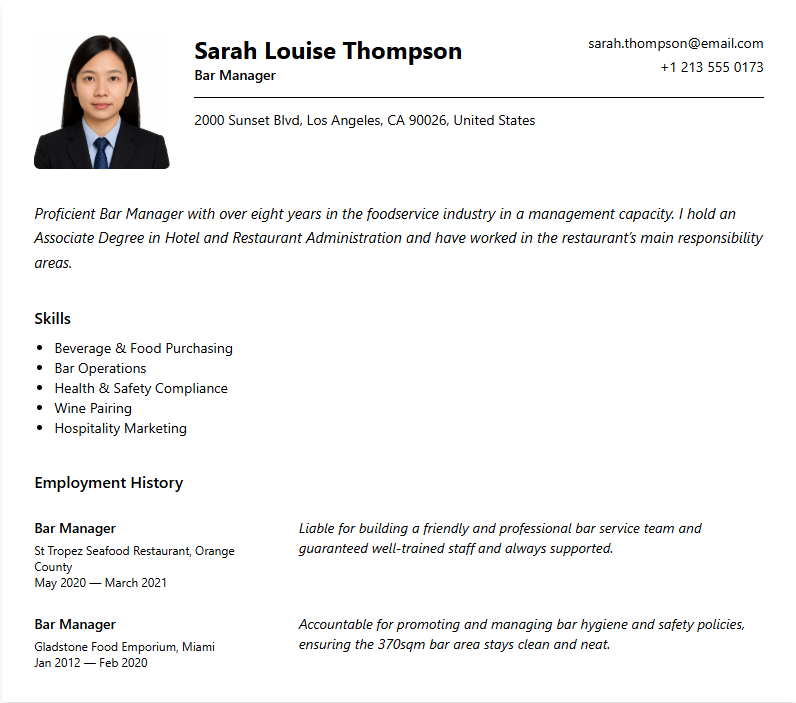 Sarah Louise Thompson
Bar Manager
sarah.thompson@email.com
+1 213 555 0173
2000 Sunset Blvd, Los Angeles, CA 90026, United States
Proficient Bar Manager with over eight years in the foodservice industry in a management capacity. I hold an
Associate Degree in Hotel and Restaurant Administration and have worked in the restaurant's main responsibility
areas.
Skills
• Beverage & Food Purchasing
• Bar Operations
• Health & Safety Compliance
• Wine Pairing
• Hospitality Marketing
Employment History
Bar Manager
St Tropez Seafood Restaurant, Orange
County
May 2020 — March 2021
Liable for building a friendly and professional bar service team and
guaranteed well-trained staff and always supported.
Bar Manager
Gladstone Food Emporium, Miami
Jan 2012 — Feb 2020
Accountable for promoting and managing bar hygiene and safety policies,
ensuring the 370sqm bar area stays clean and neat.